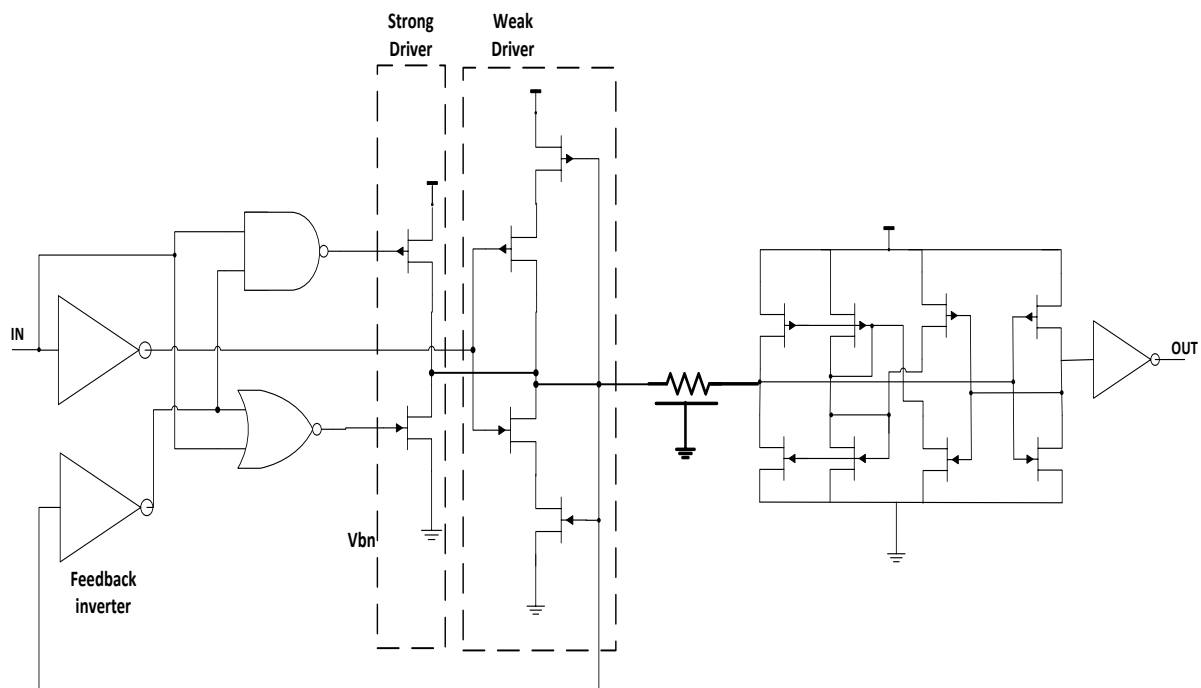 Strong
Driver
Weak
Driver
IN
OUT
Vbn
Feedback
inverter